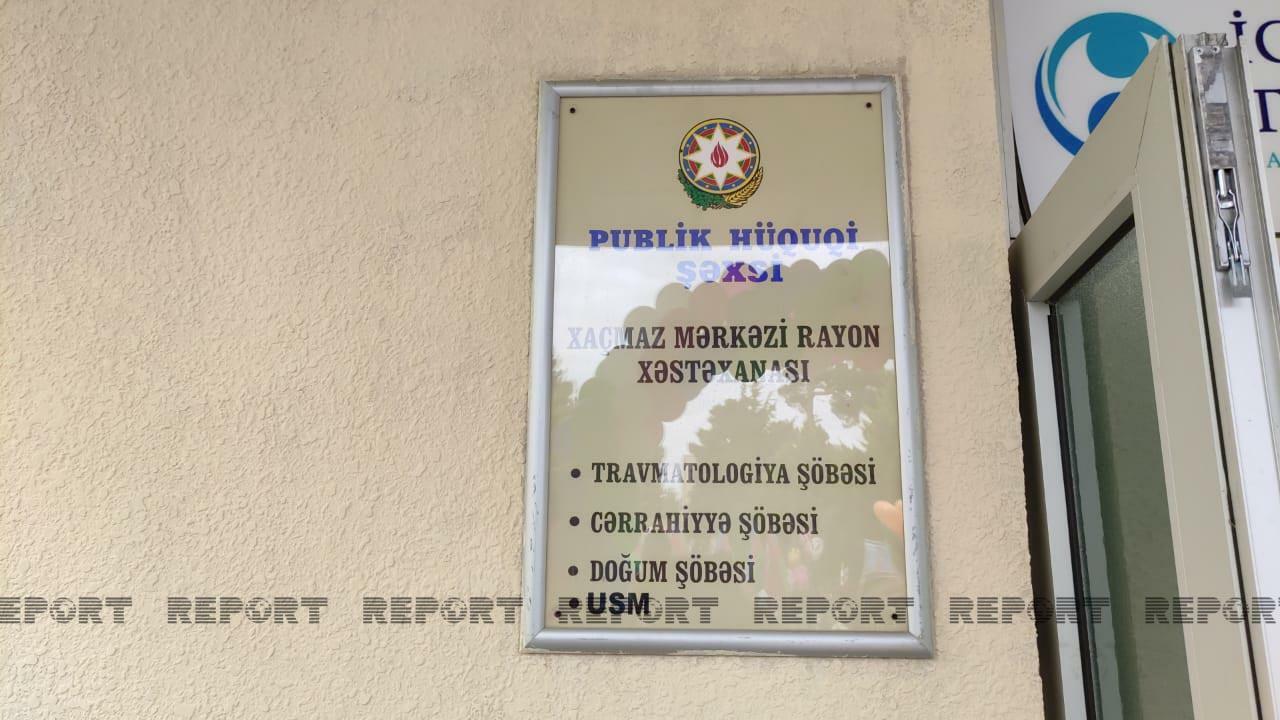 PUBLİK HÜQUQİ
ŞƏXSİ
XAÇMAZ MƏRKƏZİ RAYON
XƏSTƏXANASI
• TRAVMATOLOGİYA ŞÖBƏSİ
• CƏRRAHİYYƏ ŞÖBƏSİ
• DOĞUM ŞÖBƏSİ
• USM
REPORT REPORT REPORT REPORT REPORT REPORT